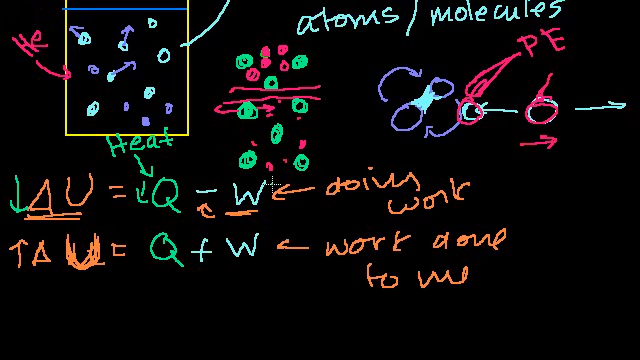 atoms/molecules
He
PE
Heat
↓ΔU = ↓Q - W ← doing work
↑ΔU = Q + W ← work done to me